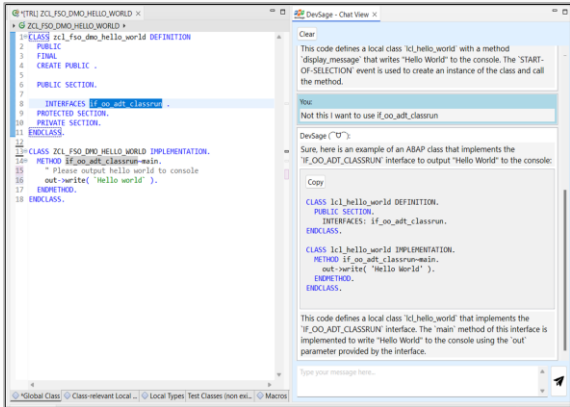 *[TRL] ZCL_FSO_DMO_HELLO_WORLD
ZCL_FSO_DMO_HELLO_WORLD
1 CLASS zcl_fso_dmo_hello_world DEFINITION
2 PUBLIC
3 FINAL
4 CREATE PUBLIC .
5
6 PUBLIC SECTION.
7
8 INTERFACES if_oo_adt_classrun .
9 PROTECTED SECTION.
10 PRIVATE SECTION.
11 ENDCLASS.
12
13 CLASS ZCL_FSO_DMO_HELLO_WORLD IMPLEMENTATION.
14 METHOD if_oo_adt_classrun~main.
15 " Please output hello world to console
16 out->write( `Hello world` ).
17 ENDMETHOD.
18 ENDCLASS.
*Global Class Class-relevant Local ... Local Types Test Classes (non exi... Macros
DevSage - Chat View
Clear
This code defines a local class `lcl_hello_world` with a method
`display_message` that writes "Hello World" to the console. The `START-
OF-SELECTION` event is used to create an instance of the class and call
the method.
You:
Not this I want to use if_oo_adt_classrun
DevSage
Sure, here is an example of an ABAP class that implements the
`IF_OO_ADT_CLASSRUN` interface to output "Hello World" to the console:
Copy
CLASS lcl_hello_world DEFINITION.
PUBLIC SECTION.
INTERFACES: if_oo_adt_classrun.
ENDCLASS.
CLASS lcl_hello_world IMPLEMENTATION.
METHOD if_oo_adt_classrun~main.
out->write( 'Hello World' ).
ENDMETHOD.
ENDCLASS.
This code defines a local class `lcl_hello_world` that implements the
`IF_OO_ADT_CLASSRUN` interface. The `main` method of this interface is
implemented to write "Hello World" to the console using the `out`
parameter provided by the interface.
Type your message here...